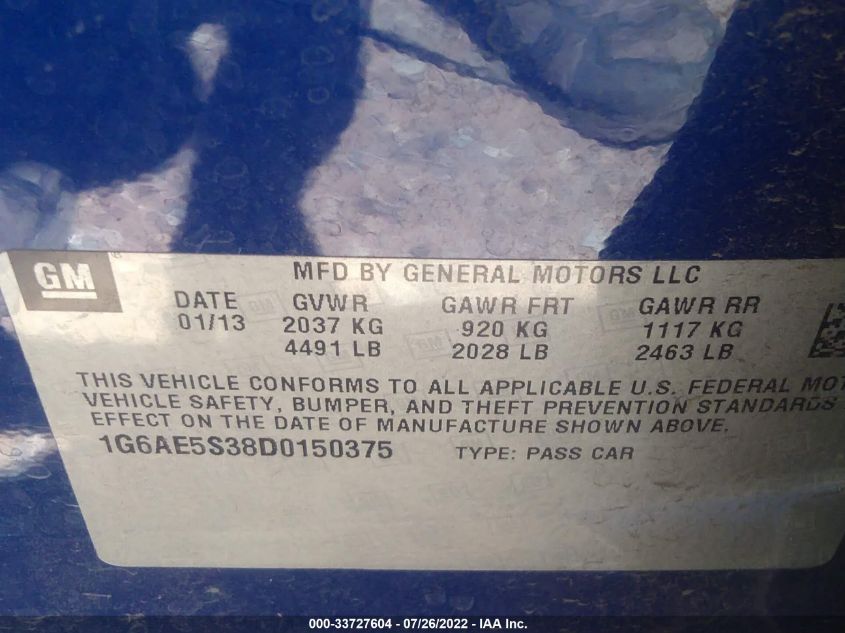 GM ®
MFD BY GENERAL MOTORS LLC
DATE GVWR GAWR FRT GAWR RR
01/13 2037 KG 920 KG 1117 KG
4491 LB 2028 LB 2463 LB
THIS VEHICLE CONFORMS TO ALL APPLICABLE U.S. FEDERAL MOT
VEHICLE SAFETY, BUMPER, AND THEFT PREVENTION STANDARDS
EFFECT ON THE DATE OF MANUFACTURE SHOWN ABOVE.
1G6AE5S38D0150375 TYPE: PASS CAR
000-33727604 - 07/26/2022 - IAA Inc.